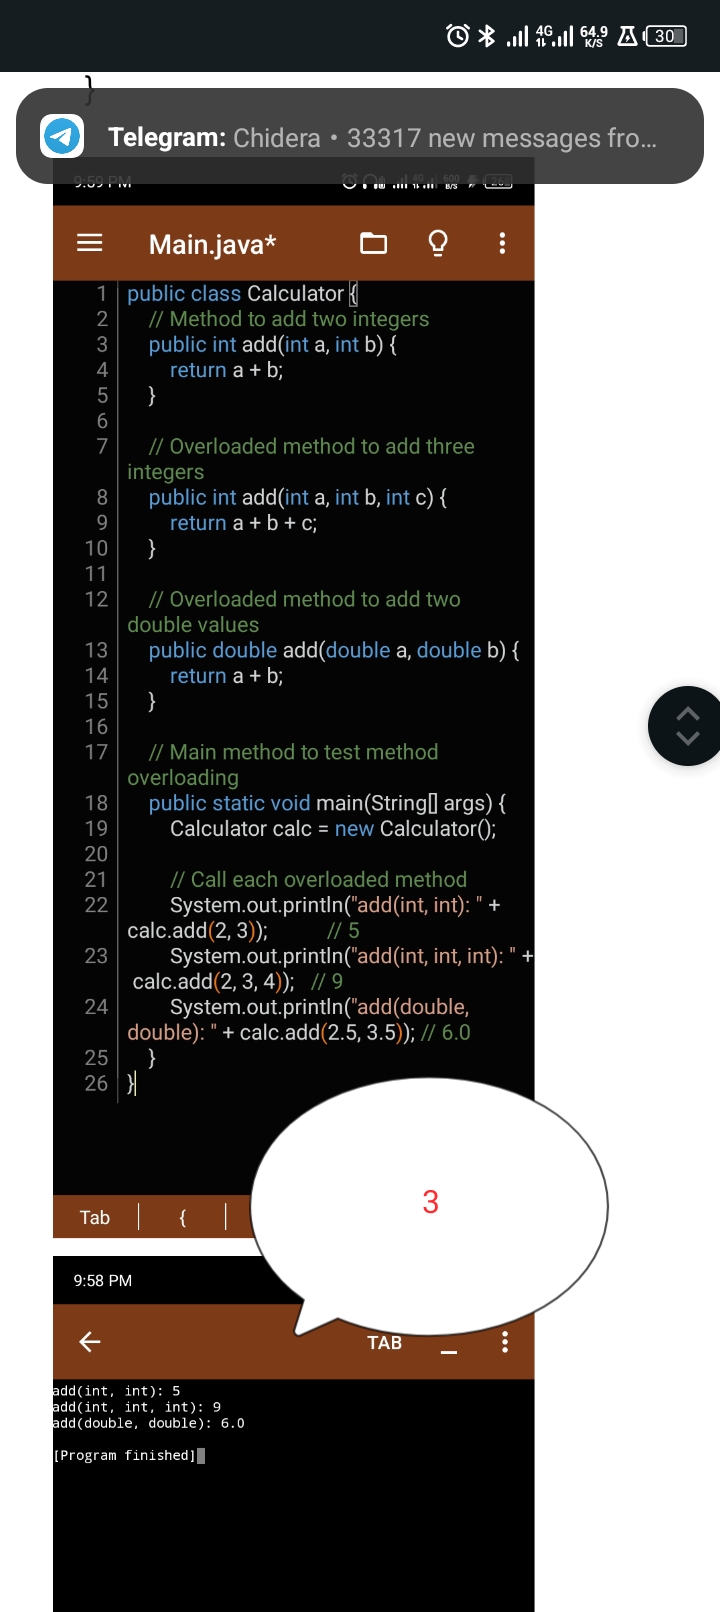 64.9
4G
K/S
30
}
Telegram: Chidera • 33317 new messages fro...
9:59 PM
4G
600
B/S
26
Main.java*
1 public class Calculator {
2 // Method to add two integers
3 public int add(int a, int b) {
4 return a + b;
5 }
6
7 // Overloaded method to add three
integers
8 public int add(int a, int b, int c) {
9 return a + b + c;
10 }
11
12 // Overloaded method to add two
double values
13 public double add(double a, double b) {
14 return a + b;
15 }
16
17 // Main method to test method
overloading
18 public static void main(String[] args) {
19 Calculator calc = new Calculator();
20
21 // Call each overloaded method
22 System.out.println("add(int, int): " +
calc.add(2, 3)); // 5
23 System.out.println("add(int, int, int): " +
calc.add(2, 3, 4)); // 9
24 System.out.println("add(double,
double): " + calc.add(2.5, 3.5)); // 6.0
25 }
26 }
3
Tab {
9:58 PM
TAB
add(int, int): 5
add(int, int, int): 9
add(double, double): 6.0
[Program finished]